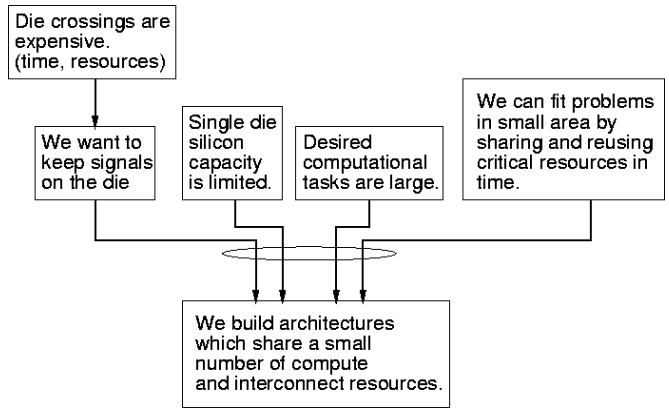 Die crossings are
expensive.
(time, resources)
We want to
keep signals
on the die
Single die
silicon
capacity
is limited.
Desired
computational
tasks are large.
We can fit problems
in small area by
sharing and reusing
critical resources in
time.
We build architectures
which share a small
number of compute
and interconnect resources.